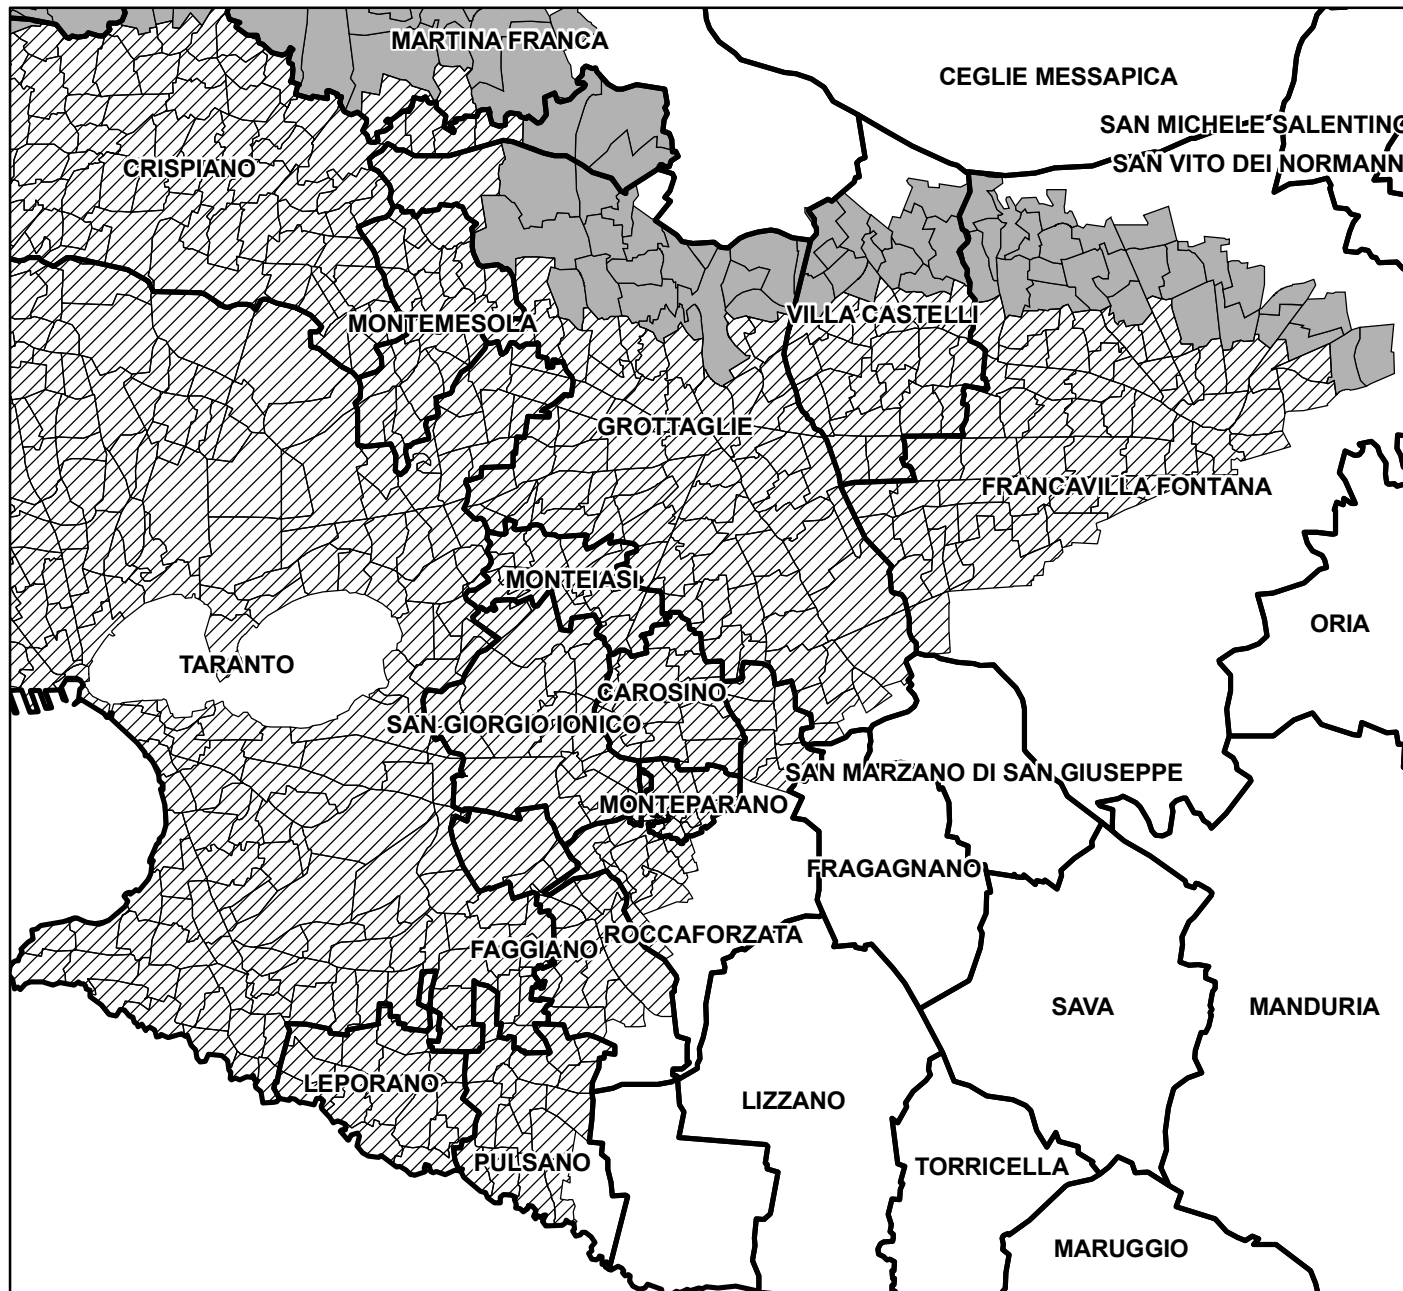 MARTINA FRANCA
CEGLIE MESSAPICA
SAN MICHELE SALENTINO
SAN VITO DEI NORMANN
CRISPIANO
VILLA CASTELLI
MONTEMESOLA
GROTTAGLIE
FRANCAVILLA FONTANA
MONTEIASI
ORIA
TARANTO
CAROSINO
SAN GIORGIO IONICO
SAN MARZANO DI SAN GIUSEPPE
MONTEPARANO
FRAGAGNANO
ROCCAFORZATA
FAGGIANO
SAVA
MANDURIA
LEPORANO
LIZZANO
PULSANO
TORRICELLA
MARUGGIO